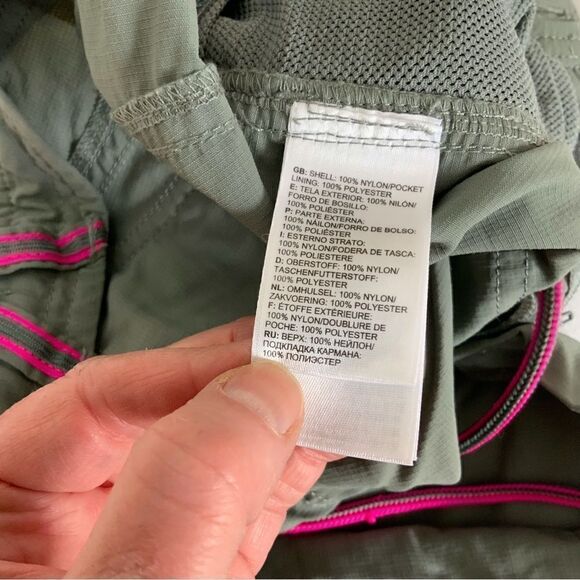 GB: SHELL: 100% NYLON/POCKET
LINING: 100% POLYESTER
E: TELA EXTERIOR: 100% NILON/
FORRO DE BOLSILLO:
100% POLIÉSTER
P: PARTE EXTERNA:
100% NÁILON/FORRO DE BOLSO:
100% POLIÉSTER
I: ESTERNO STRATO:
100% NYLON/FODERA DE TASCA:
100% POLIESTERE
D: OBERSTOFF: 100% NYLON/
TASCHENFUTTERSTOFF:
100% POLYESTER
NL: OMHULSEL: 100% NYLON/
ZAKVOERING: 100% POLYESTER
F: ÉTOFFE EXTÉRIEURE:
100% NYLON/DOUBLURE DE
POCHE: 100% POLYESTER
RU: ВЕРХ: 100% НЕЙЛОН/
ПОДКЛАДКА КАРМАНА:
100% ПОЛИЭСТЕР